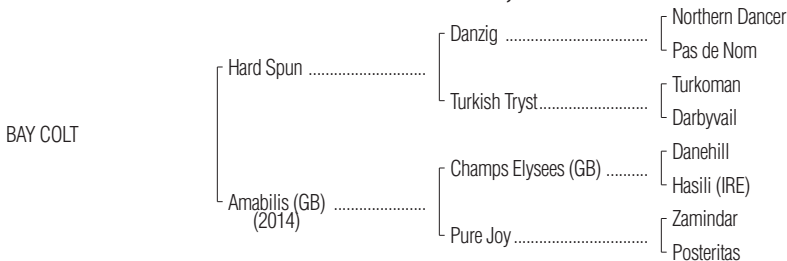 Northern Dancer
Danzig ..........................................
Pas de Nom
Hard Spun ................................
Turkoman
Turkish Tryst................................
Darbyvail
BAY COLT
Danehill
Champs Elysees (GB) ............
Hasili (IRE)
Amabilis (GB) ..........................
(2014)
Zamindar
Pure Joy........................................
Posteritas